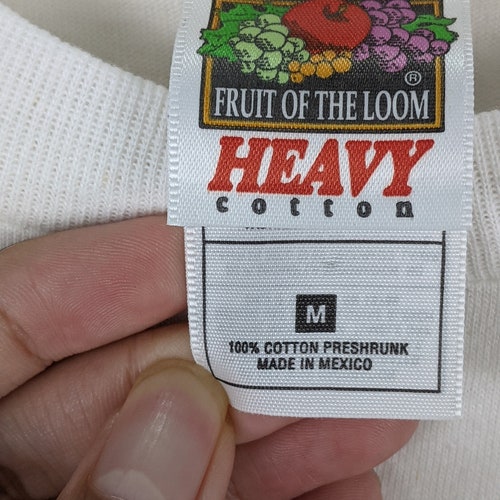 FRUIT OF THE LOOM
®
HEAVY
cotton
M
100% COTTON PRESHRUNK
MADE IN MEXICO